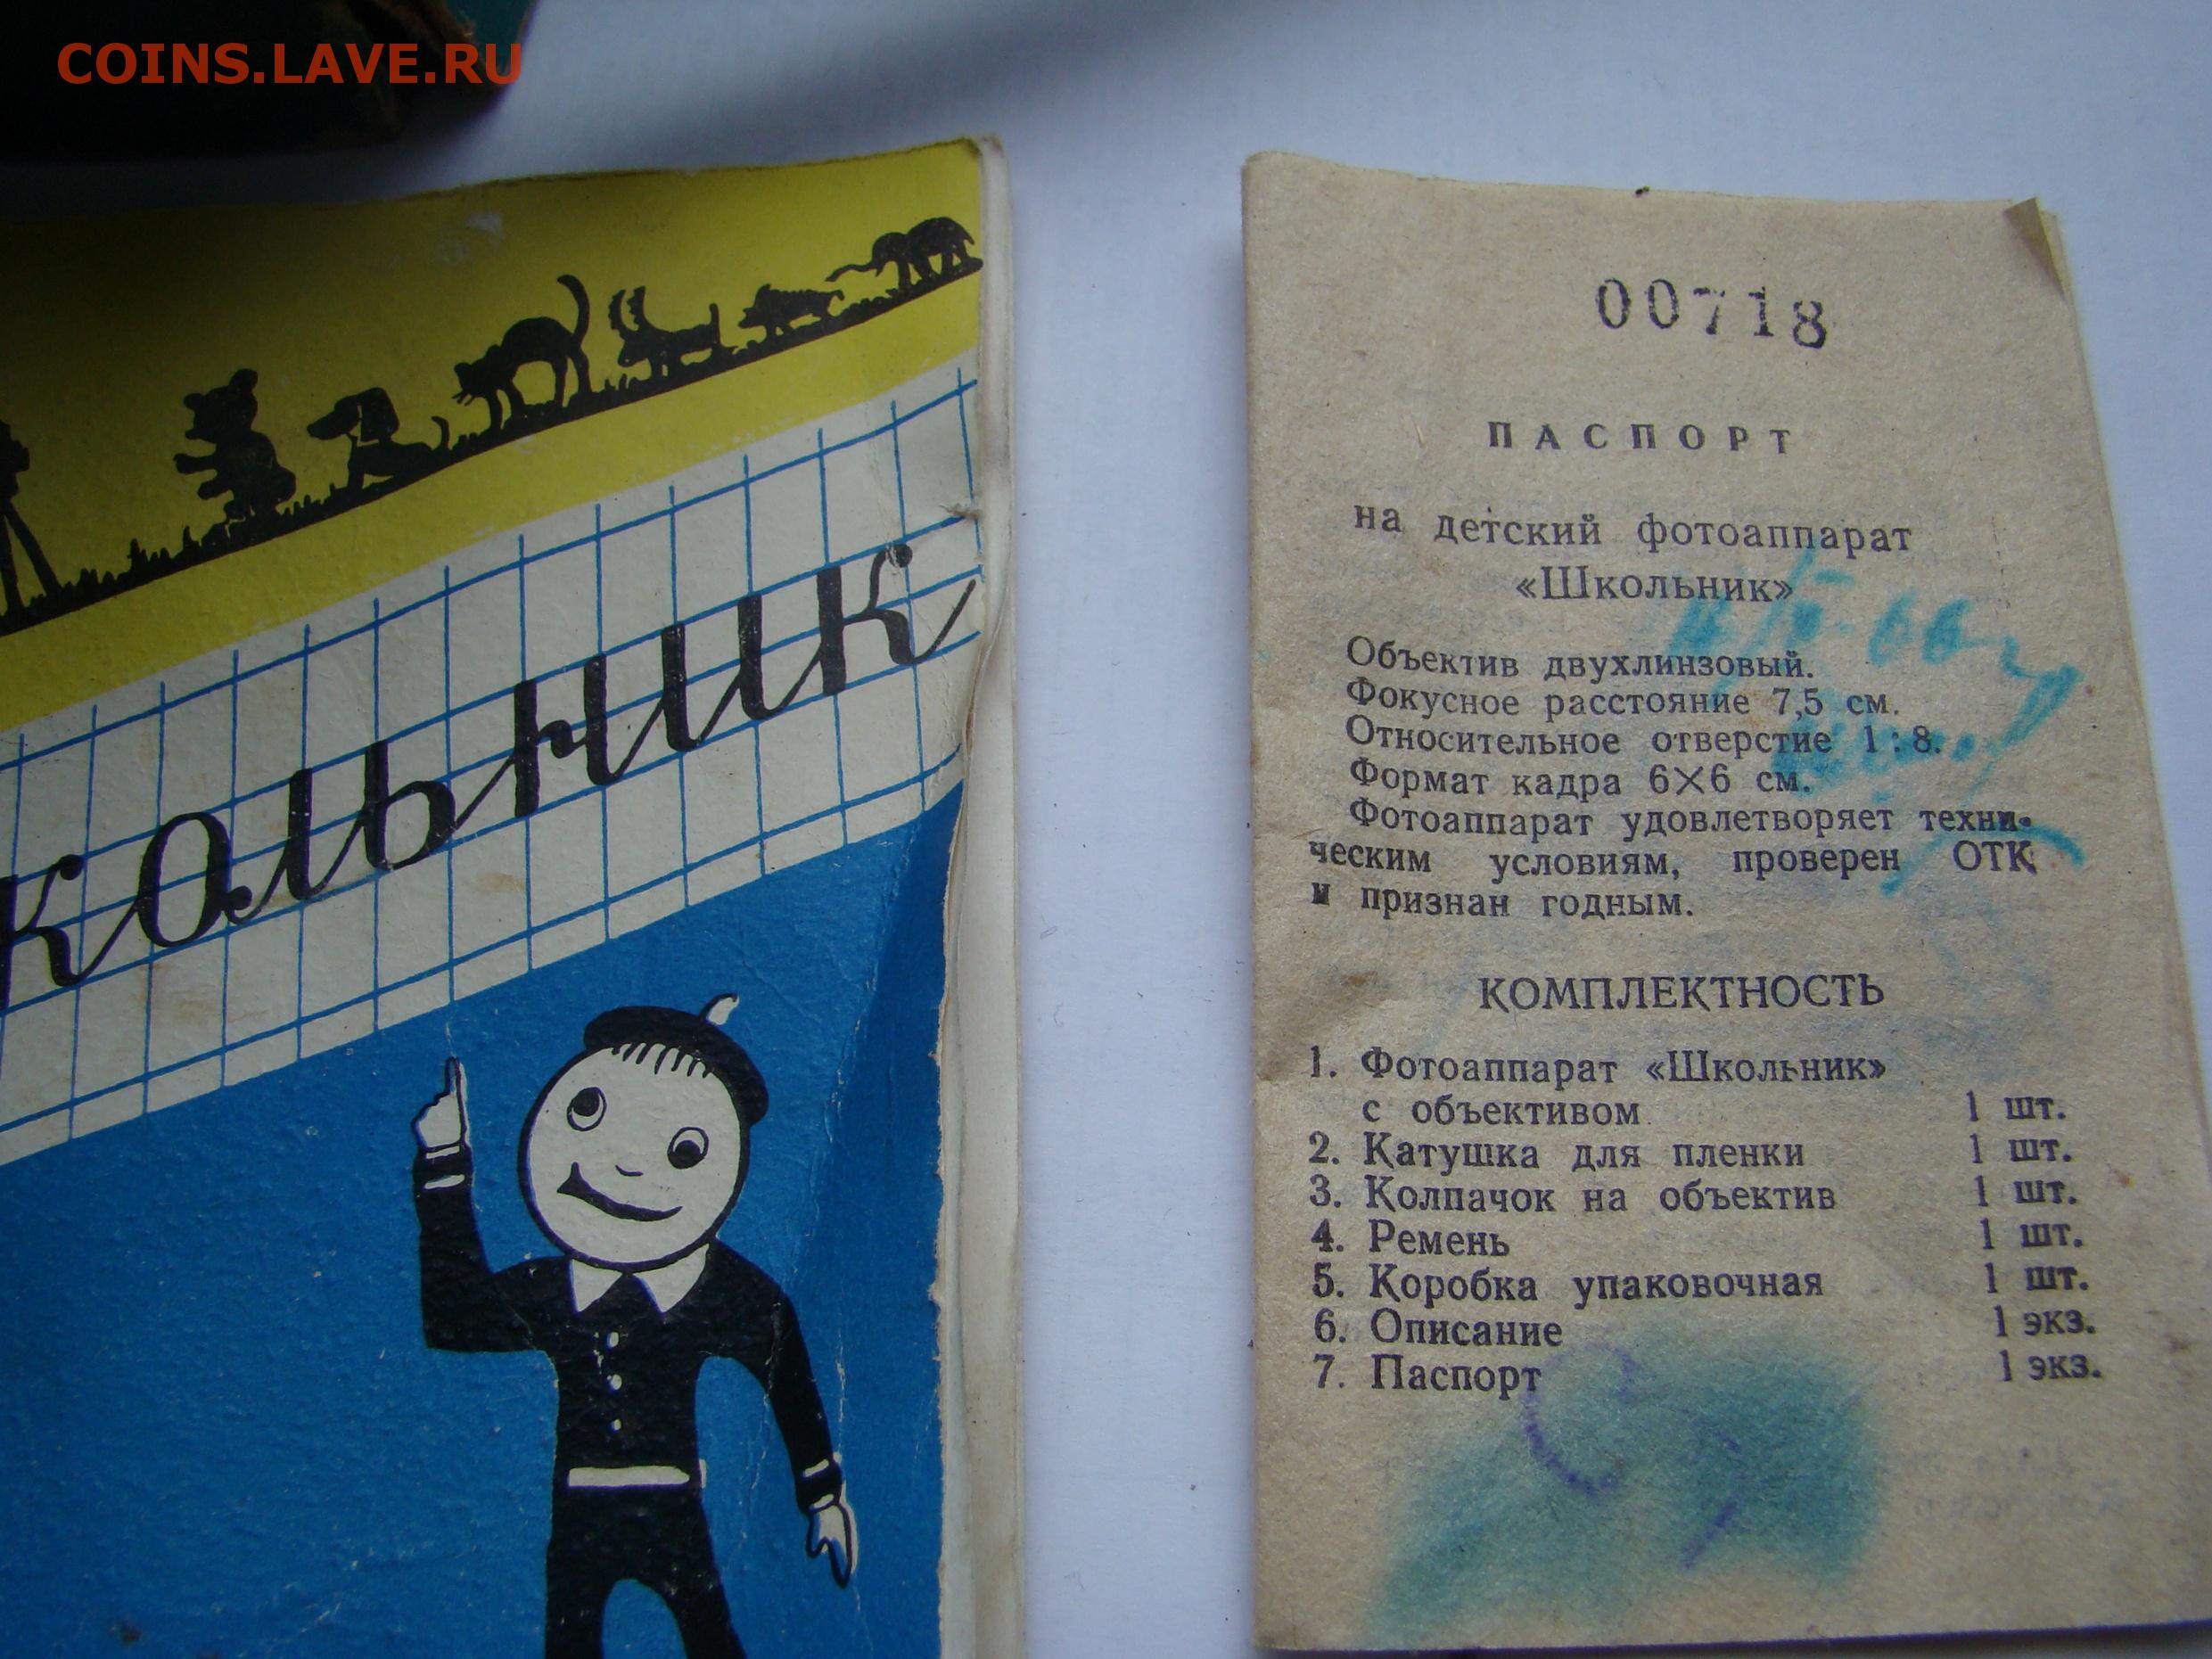 COINS.LAVE.RU
кольник
00718
ПАСПОРТ
на детский фотоаппарат
«Школьник»
Объектив двухлинзовый.
Фокусное расстояние 7,5 см.
Относительное отверстие 1:8.
Формат кадра 6×6 см.
Фотоаппарат удовлетворяет техни-
ческим условиям, проверен ОТК
и признан годным.
КОМПЛЕКТНОСТЬ
1. Фотоаппарат «Школьник»
с объективом 1 шт.
2. Катушка для пленки 1 шт.
3. Колпачок на объектив 1 шт.
4. Ремень 1 шт.
5. Коробка упаковочная 1 шт.
6. Описание 1 экз.
7. Паспорт 1 экз.